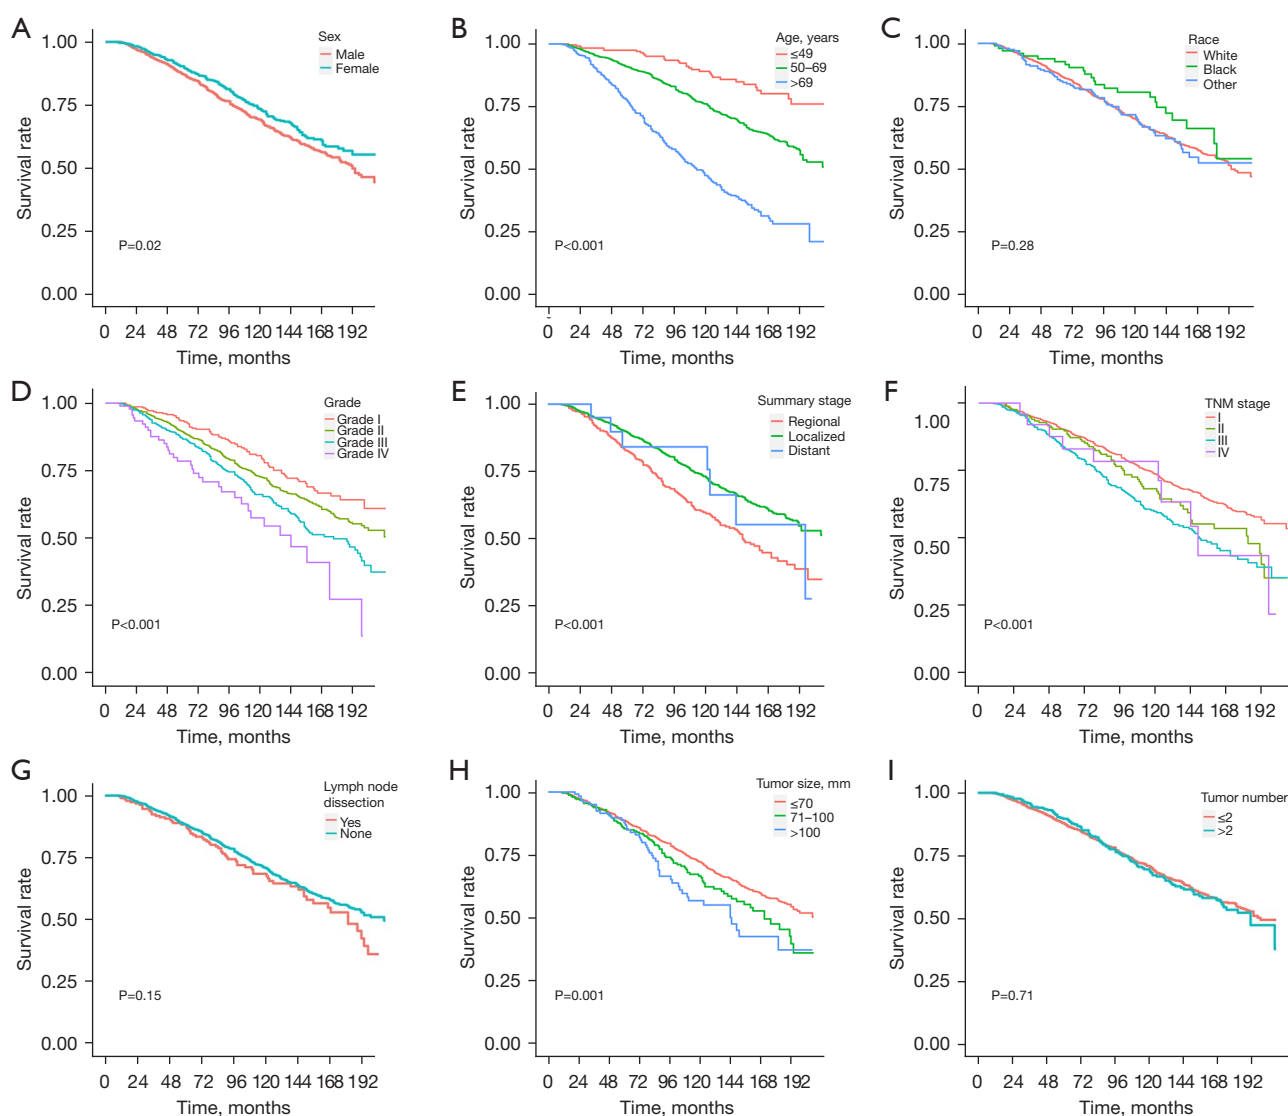 A
Sex
Male
Female
1.00
0.75
0.50
0.25
0.00
Survival rate
P=0.02
0 24 48 72 96 120 144 168 192
Time, months
B
Age, years
≤49
50–69
>69
1.00
0.75
0.50
0.25
0.00
Survival rate
P<0.001
0 24 48 72 96 120 144 168 192
Time, months
C
Race
White
Black
Other
1.00
0.75
0.50
0.25
0.00
Survival rate
P=0.28
0 24 48 72 96 120 144 168 192
Time, months
D
Grade
Grade I
Grade II
Grade III
Grade IV
1.00
0.75
0.50
0.25
0.00
Survival rate
P<0.001
0 24 48 72 96 120 144 168 192
Time, months
E
Summary stage
Regional
Localized
Distant
1.00
0.75
0.50
0.25
0.00
Survival rate
P<0.001
0 24 48 72 96 120 144 168 192
Time, months
F
TNM stage
I
II
III
IV
1.00
0.75
0.50
0.25
0.00
Survival rate
P<0.001
0 24 48 72 96 120 144 168 192
Time, months
G
Lymph node
dissection
Yes
None
1.00
0.75
0.50
0.25
0.00
Survival rate
P=0.15
0 24 48 72 96 120 144 168 192
Time, months
H
Tumor size, mm
≤70
71–100
>100
1.00
0.75
0.50
0.25
0.00
Survival rate
P=0.001
0 24 48 72 96 120 144 168 192
Time, months
I
Tumor number
≤2
>2
1.00
0.75
0.50
0.25
0.00
Survival rate
P=0.71
0 24 48 72 96 120 144 168 192
Time, months